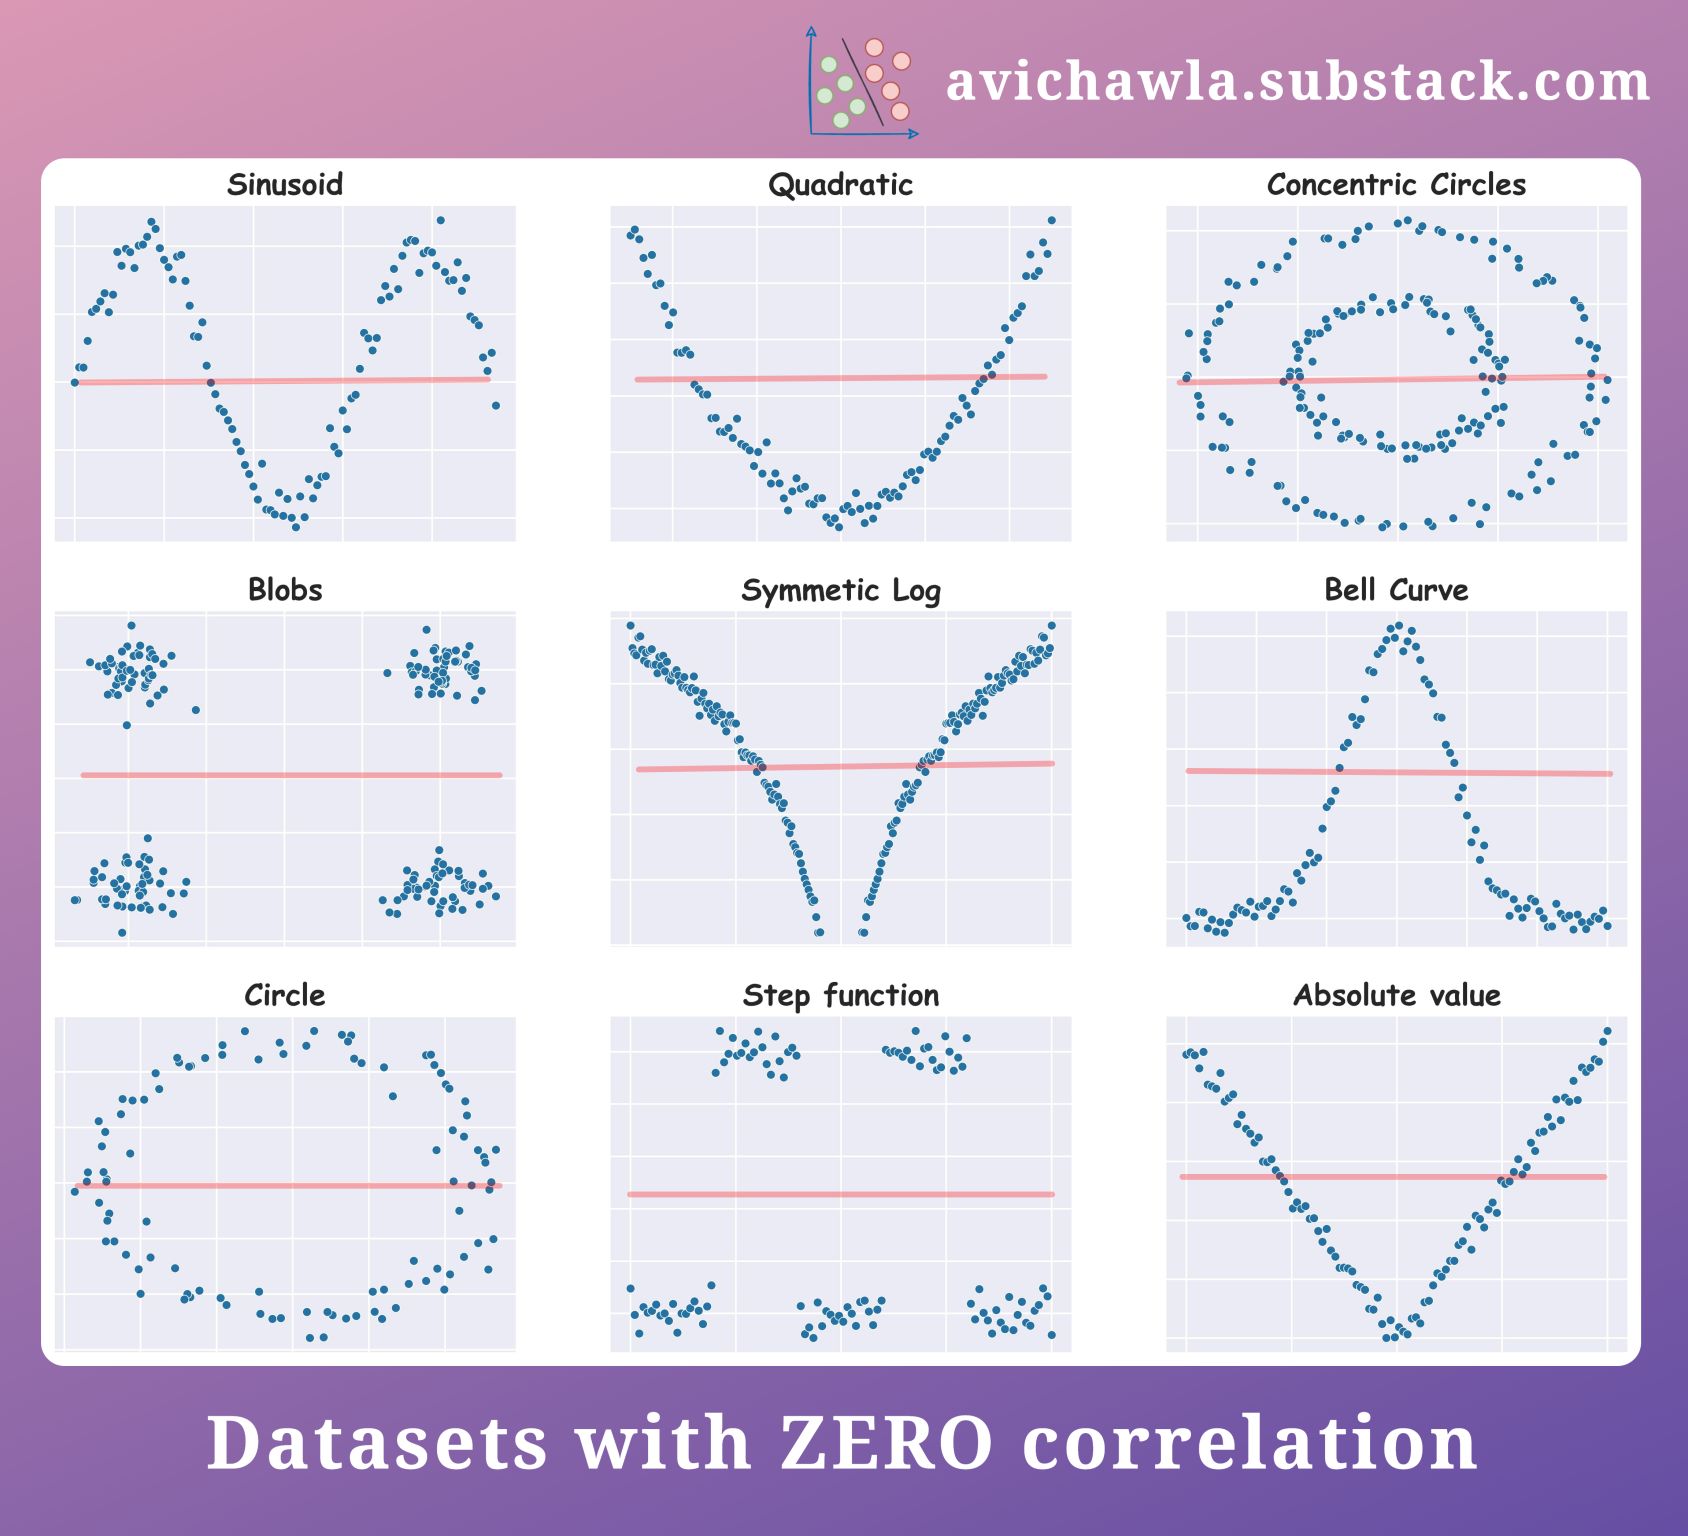 avichawla.substack.com
Sinusoid
Quadratic
Concentric Circles
Blobs
Symmetic Log
Bell Curve
Circle
Step function
Absolute value
Datasets with ZERO correlation